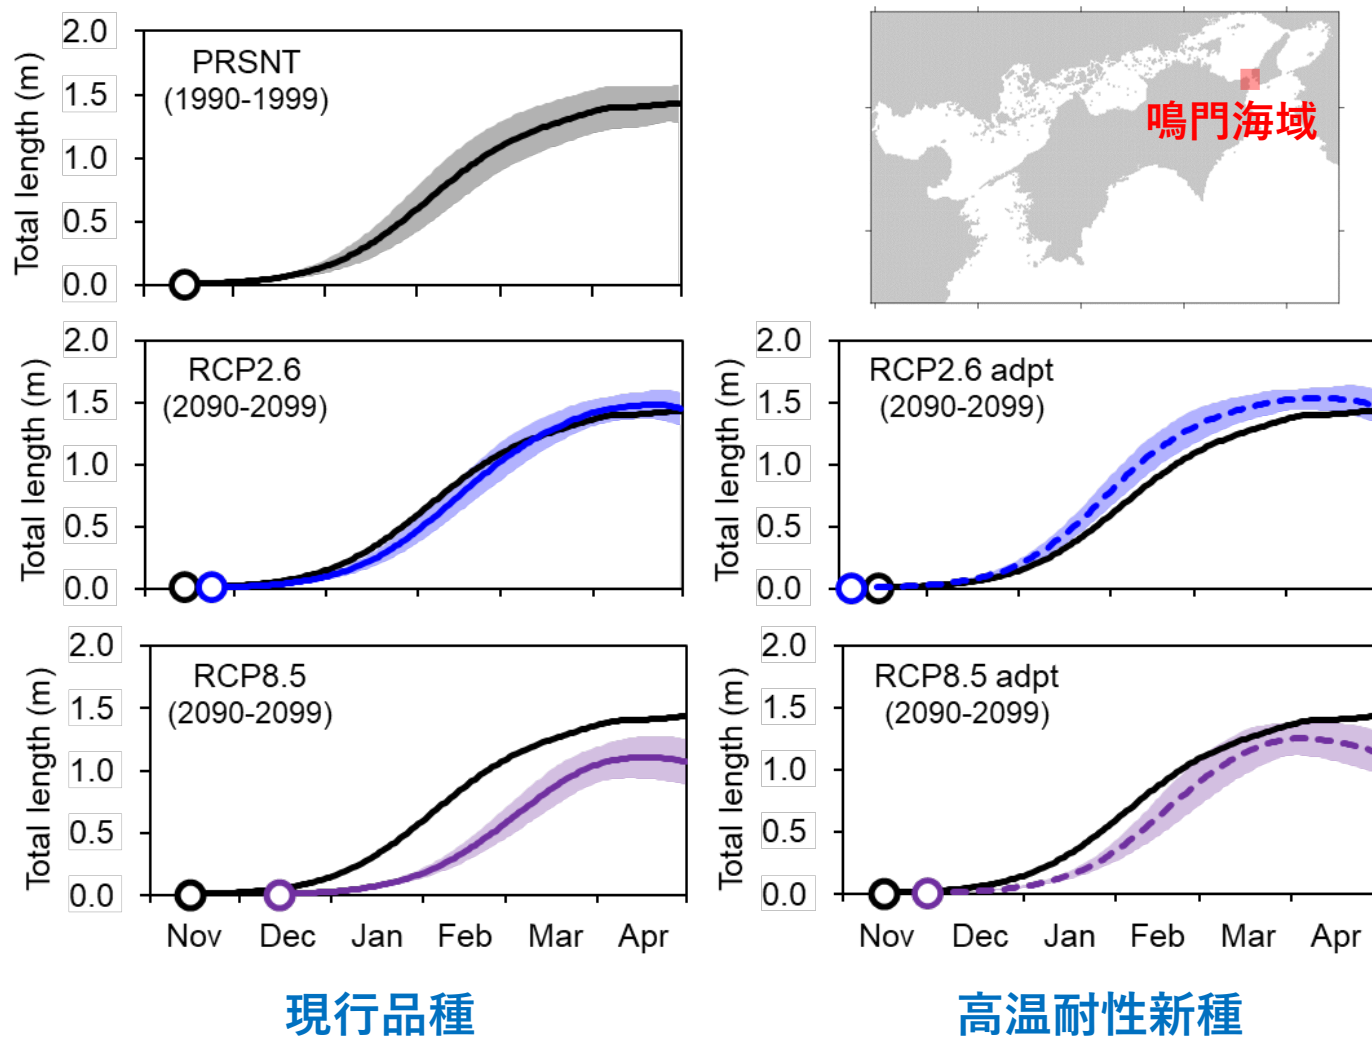 PRSNT
(1990-1999)
Total length (m)
2.0
1.5
1.0
0.5
0.0
鳴門海域
RCP2.6
(2090-2099)
Total length (m)
2.0
1.5
1.0
0.5
0.0
RCP2.6 adpt
(2090-2099)
Total length (m)
2.0
1.5
1.0
0.5
0.0
RCP8.5
(2090-2099)
Total length (m)
2.0
1.5
1.0
0.5
0.0
Nov Dec Jan Feb Mar Apr
RCP8.5 adpt
(2090-2099)
Total length (m)
2.0
1.5
1.0
0.5
0.0
Nov Dec Jan Feb Mar Apr
現行品種
高温耐性新種